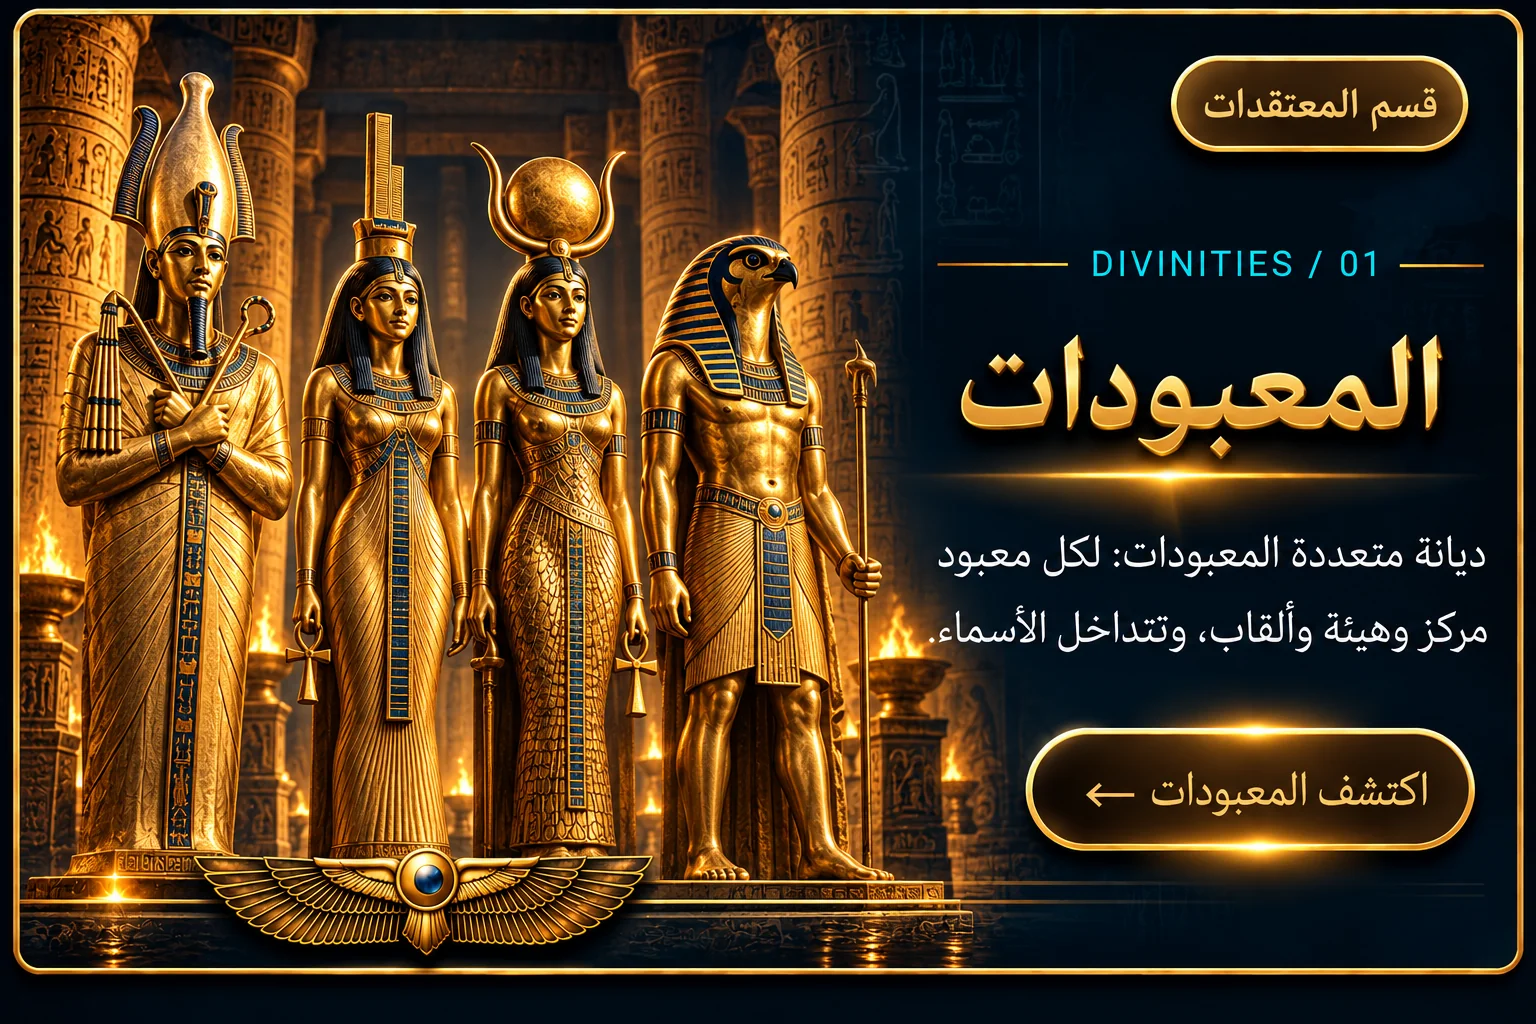 قسم المعتقدات
DIVINITIES / 01
المعبودات
ديانة متعددة المعبودات: لكل معبود
مركز وهيئة وألقاب، وتتداخل الأسماء.
اكتشف المعبودات ←